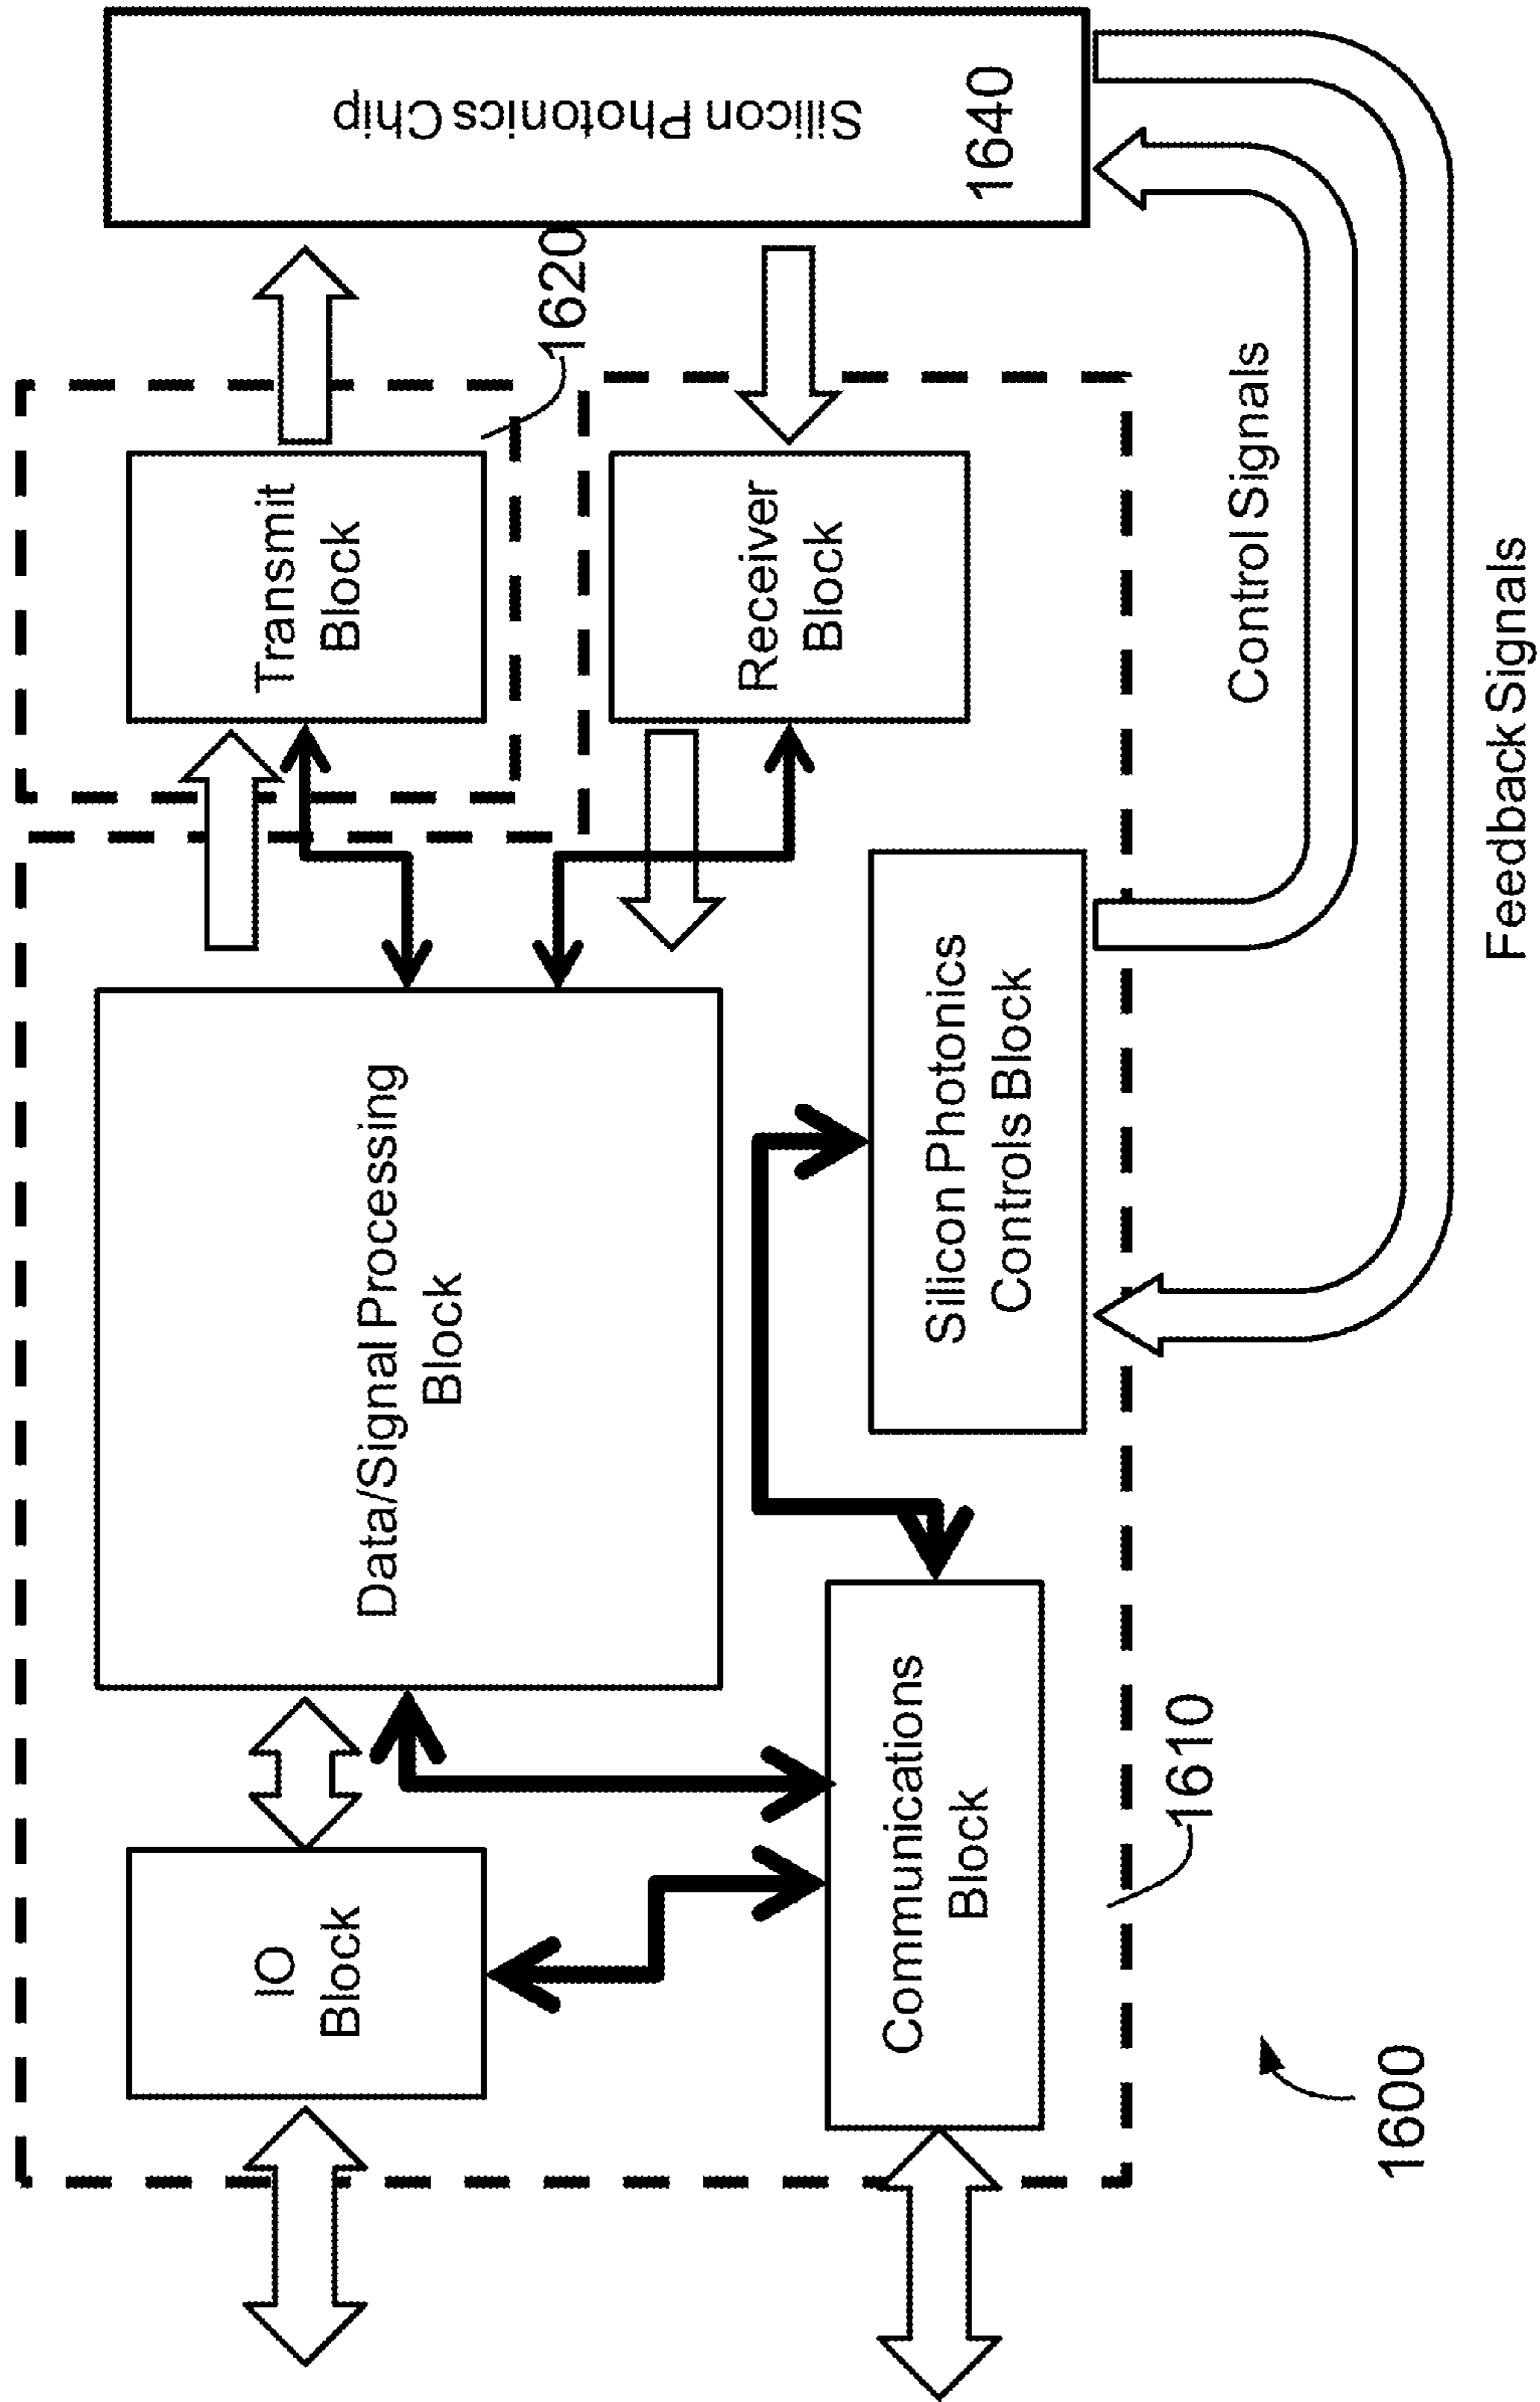 IO
Block
Data/Signal Processing
Block
Transmit
Block
1620
Silicon Photonics Chip
1640
Receiver
Block
Communications
Block
Silicon Photonics
Controls Block
1610
Control Signals
1600
Feedback Signals